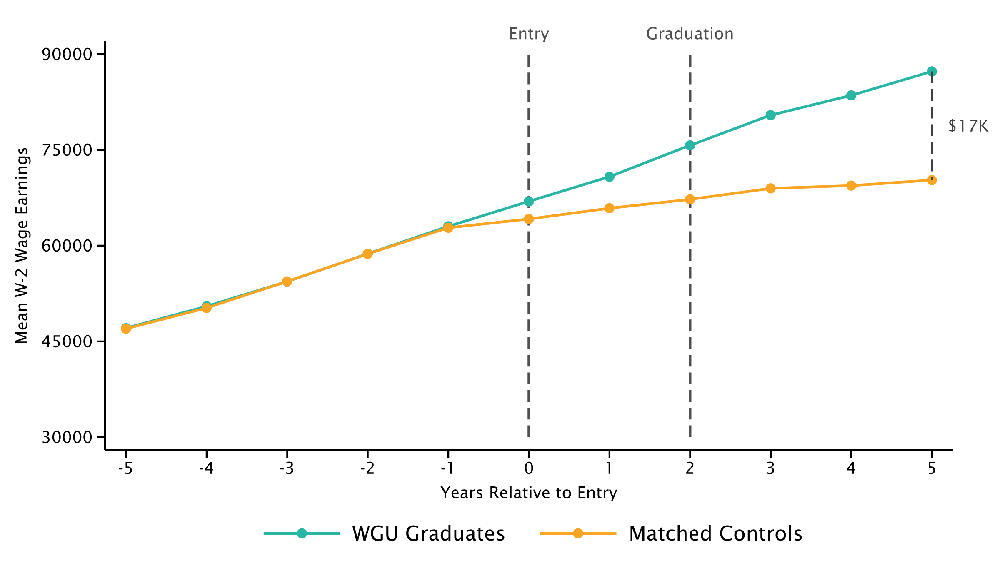 Entry
Graduation
90000
75000
60000
45000
30000
Mean W-2 Wage Earnings
$17K
-5
-4
-3
-2
-1
0
1
2
3
4
5
Years Relative to Entry
WGU Graduates
Matched Controls